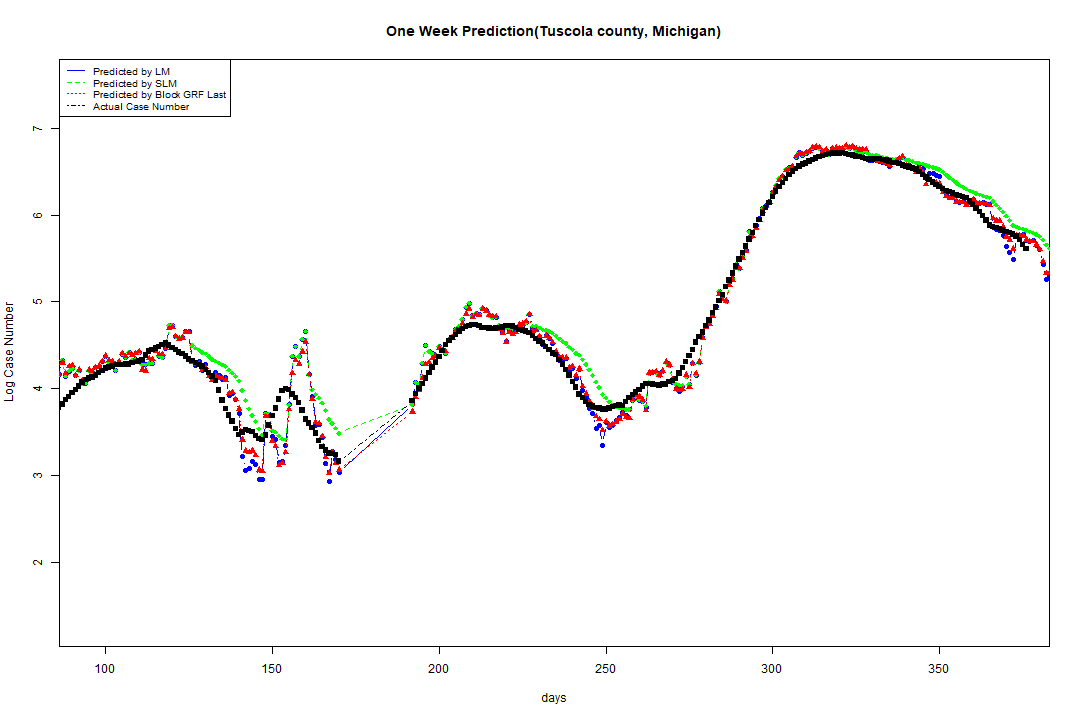 One Week Prediction(Tuscola county, Michigan)
Predicted by LM
Predicted by SLM
Predicted by Block GRF Last
Actual Case Number
7
6
5
4
3
2
Log Case Number
100 150 200 250 300 350
days